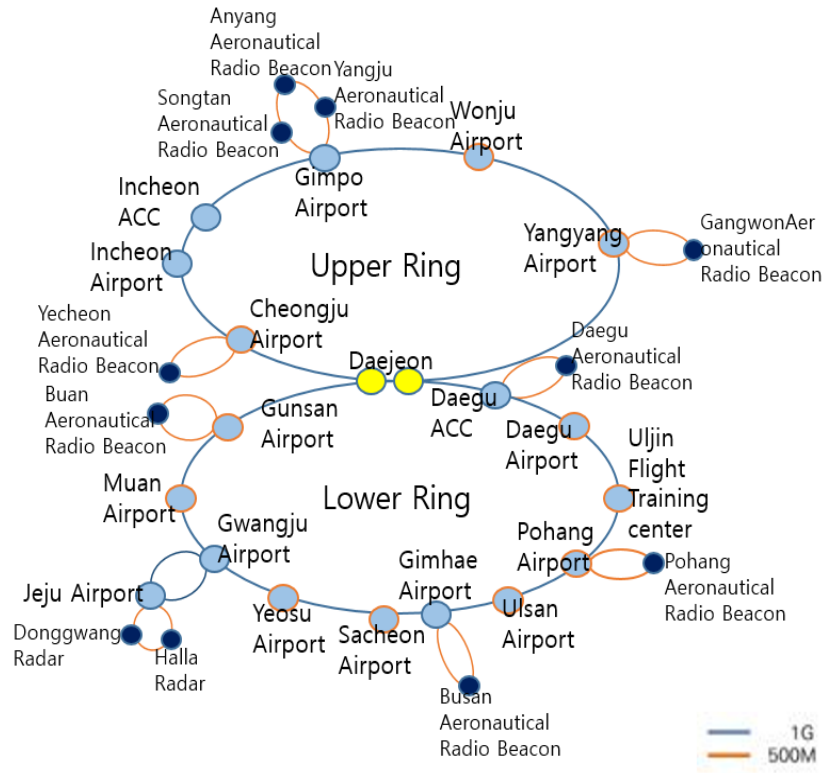 Anyang
Aeronautical
Radio Beacon
Yangju
Aeronautical
Radio Beacon
Songtan
Aeronautical
Radio Beacon
Wonju
Airport
Gimpo
Airport
Incheon
ACC
Incheon
Airport
Yangyang
Airport
GangwonAer
onautical
Radio Beacon
Upper Ring
Yecheon
Aeronautical
Radio Beacon
Cheongju
Airport
Daejeon
Daegu
Aeronautical
Radio Beacon
Buan
Aeronautical
Radio Beacon
Gunsan
Airport
Daegu
ACC
Daegu
Airport
Uljin
Flight
Training
center
Muan
Airport
Lower Ring
Gwangju
Airport
Gimhae
Airport
Pohang
Airport
Pohang
Aeronautical
Radio Beacon
Jeju Airport
Yeosu
Airport
Sacheon
Airport
Ulsan
Airport
Donggwang
Radar
Halla
Radar
Busan
Aeronautical
Radio Beacon
1G
500M